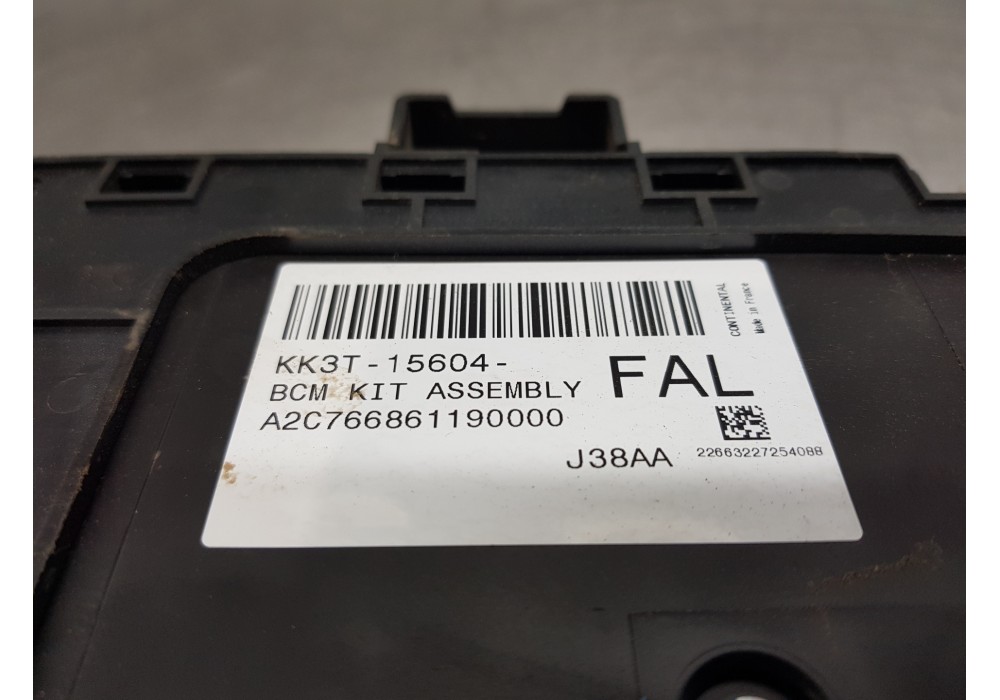 CONTINENTAL
Made in France
KK3T-15604-
FAL
BCM KIT ASSEMBLY
A2C766861190000
J38AA
22663227254088